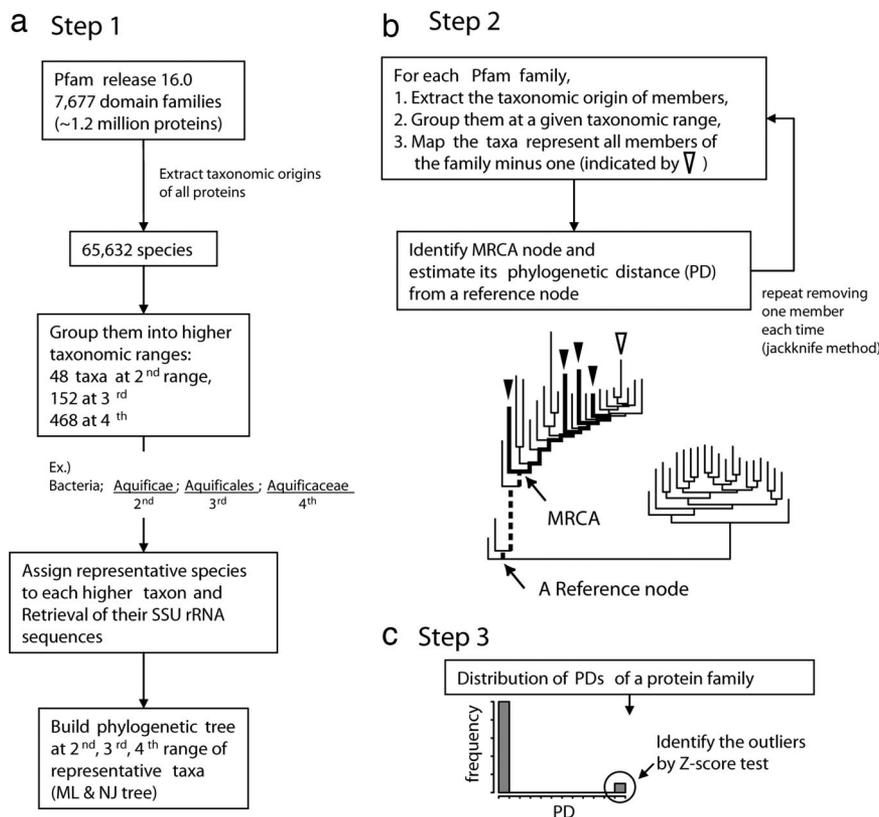 a Step 1
Pfam release 16.0
7,677 domain families
(~1.2 million proteins)
Extract taxonomic origins
of all proteins
65,632 species
Group them into higher
taxonomic ranges:
48 taxa at 2nd range,
152 at 3 rd
468 at 4 th
Ex.)
Bacteria; Aquificae; Aquificales; Aquificaceae
2nd 3rd 4th
Assign representative species
to each higher taxon and
Retrieval of their SSU rRNA
sequences
Build phylogenetic tree
at 2nd, 3rd, 4th range of
representative taxa
(ML & NJ tree)
b Step 2
For each Pfam family,
1. Extract the taxonomic origin of members,
2. Group them at a given taxonomic range,
3. Map the taxa represent all members of
the family minus one (indicated by )
Identify MRCA node and
estimate its phylogenetic distance (PD)
from a reference node
repeat removing
one member
each time
(jackknife method)
MRCA
A Reference node
c Step 3
Distribution of PDs of a protein family
frequency
PD
Identify the outliers
by Z-score test